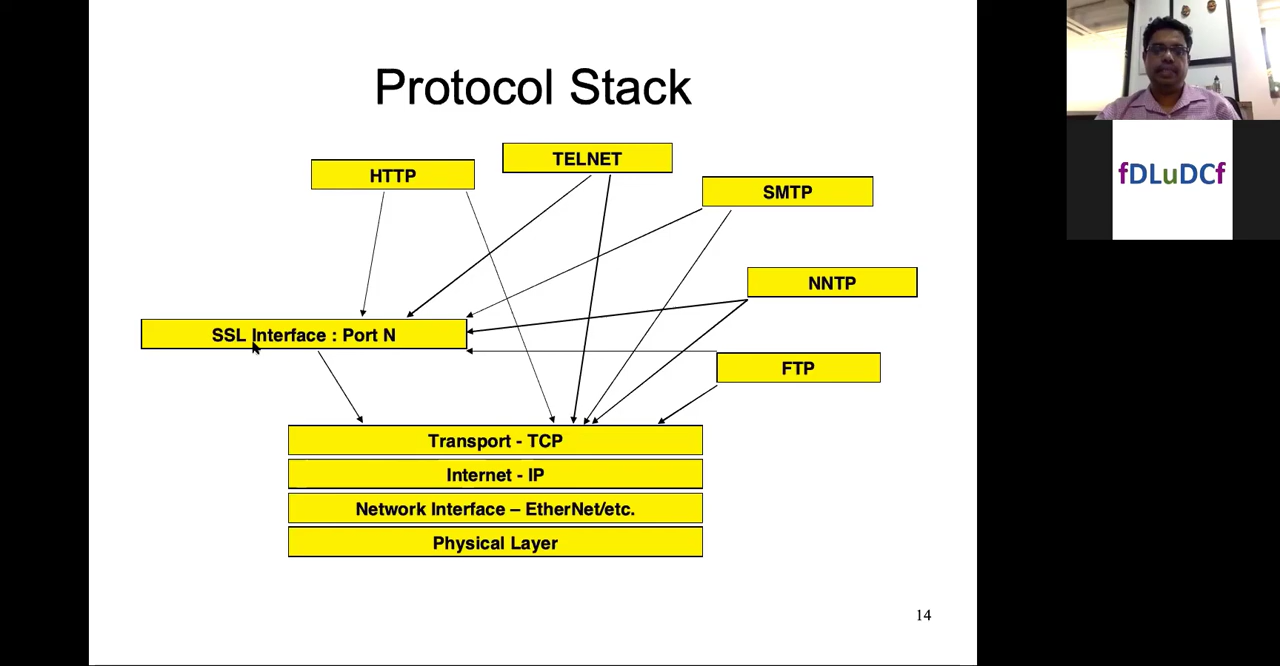 Protocol Stack
HTTP
TELNET
SMTP
NNTP
SSL Interface : Port N
FTP
Transport - TCP
Internet - IP
Network Interface – EtherNet/etc.
Physical Layer
14
fDLuDCf